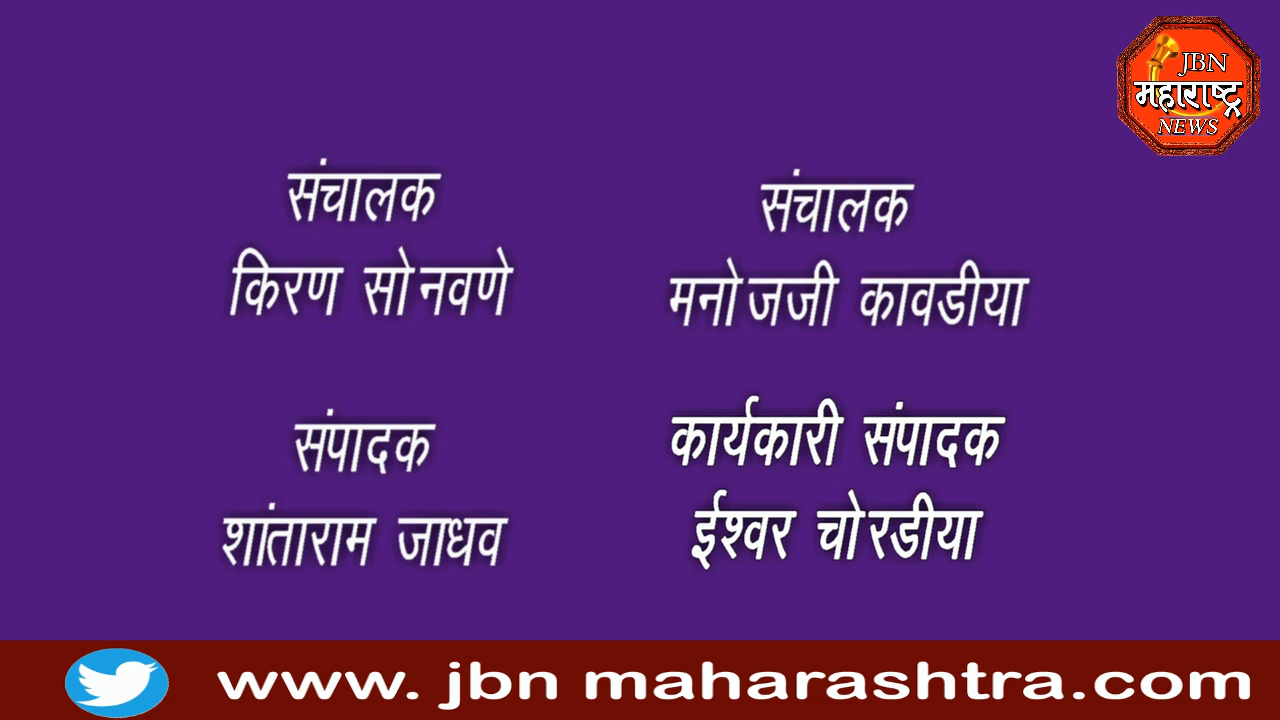 JBN
महाराष्ट्र
NEWS
संचालक
किरण सोनवणे
संचालक
मनोजजी कावडीया
संपादक
शांताराम जाधव
कार्यकारी संपादक
ईश्वर चोरडीया
www. jbn maharashtra.com